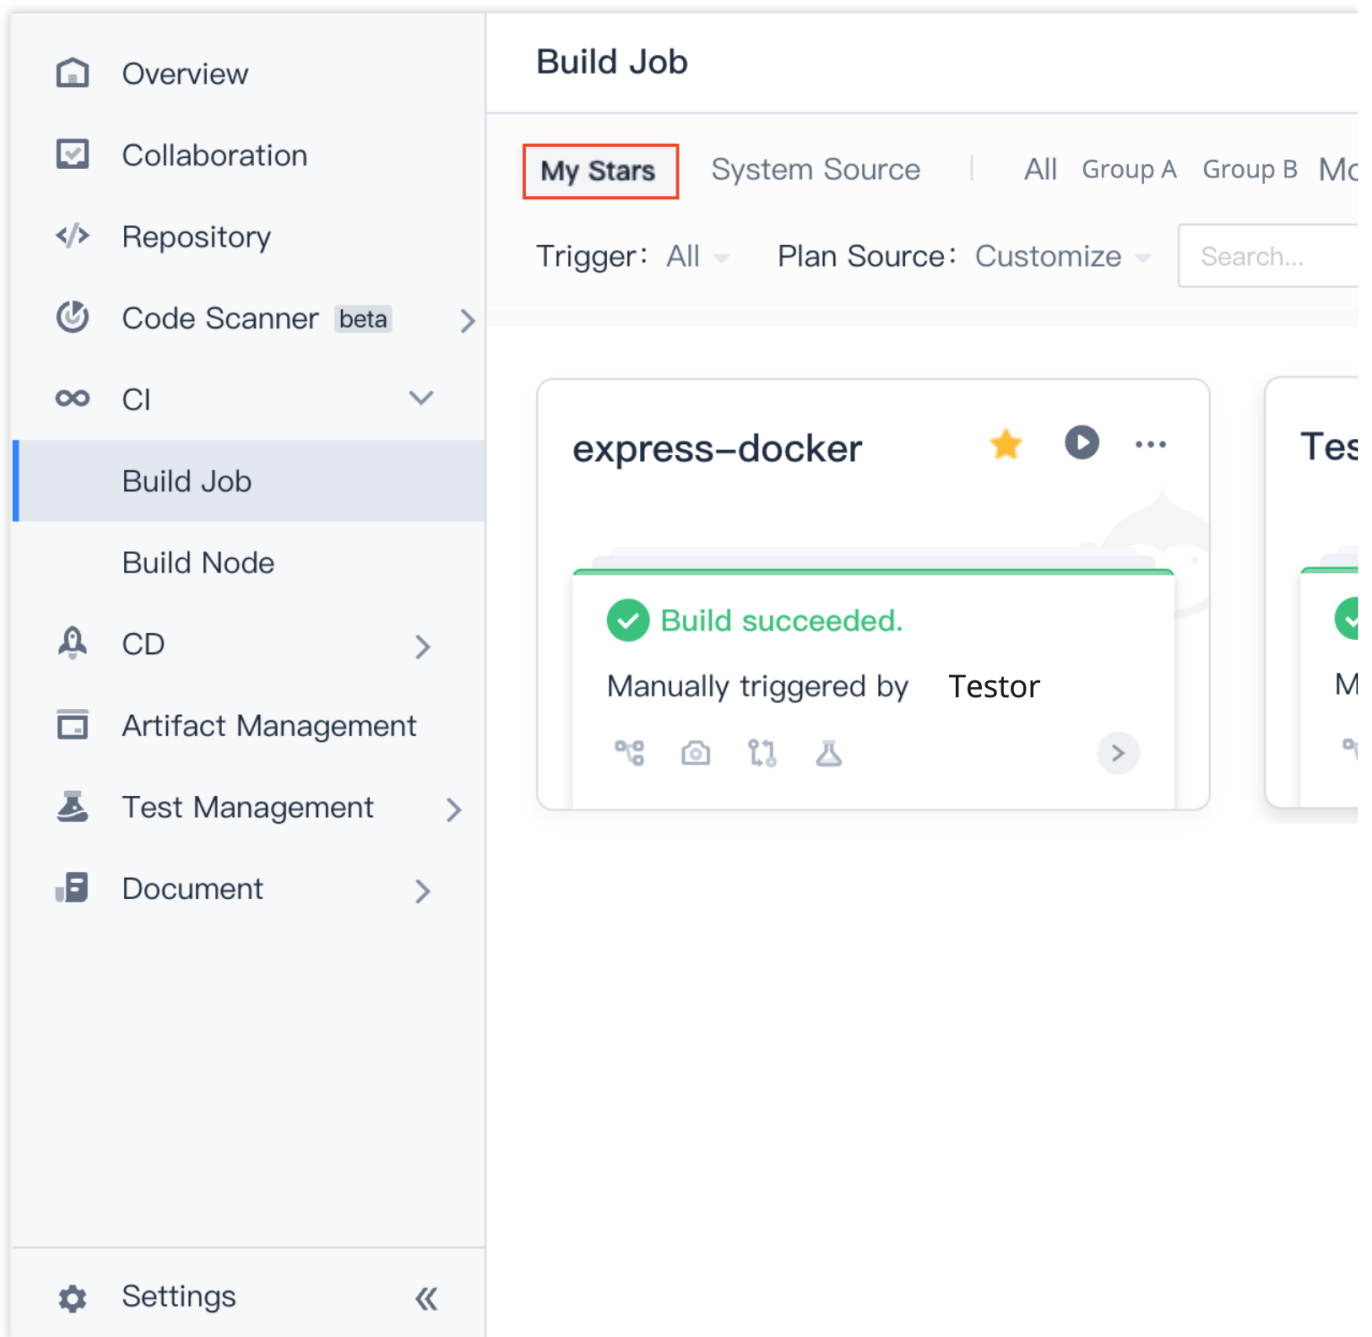 Overview
Collaboration
Repository
Code Scanner beta
CI
Build Job
Build Node
CD
Artifact Management
Test Management
Document
Settings
Build Job
My Stars System Source All Group A Group B
Trigger: All Plan Source: Customize Search...
express-docker
Build succeeded.
Manually triggered by Testor